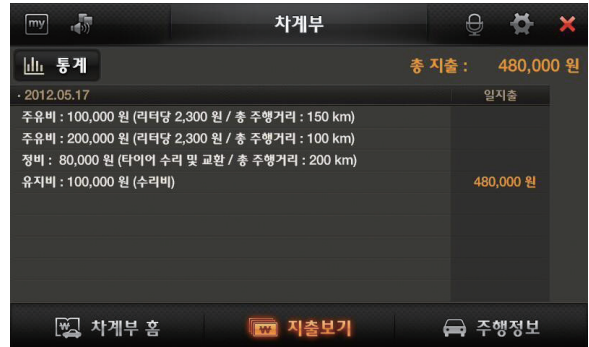 my
차계부
통계
총 지출 : 480,000 원
· 2012.05.17 일지출
주유비 : 100,000 원 (리터당 2,300 원 / 총 주행거리 : 150 km)
주유비 : 200,000 원 (리터당 2,300 원 / 총 주행거리 : 100 km)
정비 : 80,000 원 (타이어 수리 및 교환 / 총 주행거리 : 200 km)
유지비 : 100,000 원 (수리비) 480,000 원
₩ 차계부 홈 ₩ 지출보기 주행정보